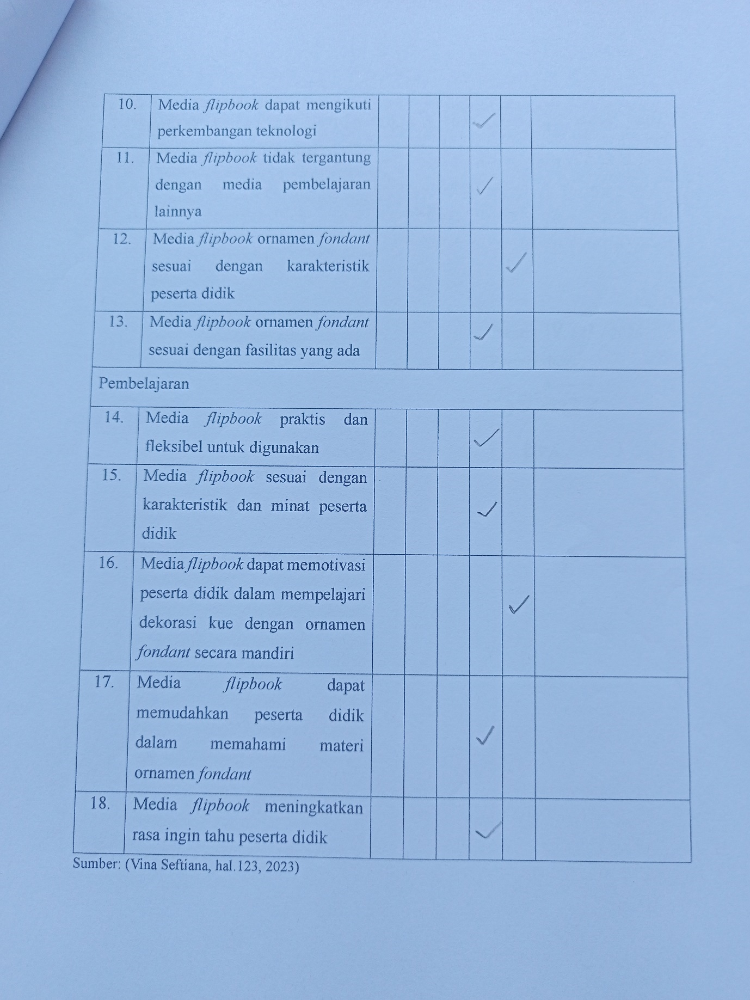 10. Media flipbook dapat mengikuti
perkembangan teknologi
11. Media flipbook tidak tergantung
dengan media pembelajaran
lainnya
12. Media flipbook ornamen fondant
sesuai dengan karakteristik
peserta didik
13. Media flipbook ornamen fondant
sesuai dengan fasilitas yang ada
Pembelajaran
14. Media flipbook praktis dan
fleksibel untuk digunakan
15. Media flipbook sesuai dengan
karakteristik dan minat peserta
didik
16. Media flipbook dapat memotivasi
peserta didik dalam mempelajari
dekorasi kue dengan ornamen
fondant secara mandiri
17. Media flipbook dapat
memudahkan peserta didik
dalam memahami materi
ornamen fondant
18. Media flipbook meningkatkan
rasa ingin tahu peserta didik
Sumber: (Vina Seftiana, hal.123, 2023)